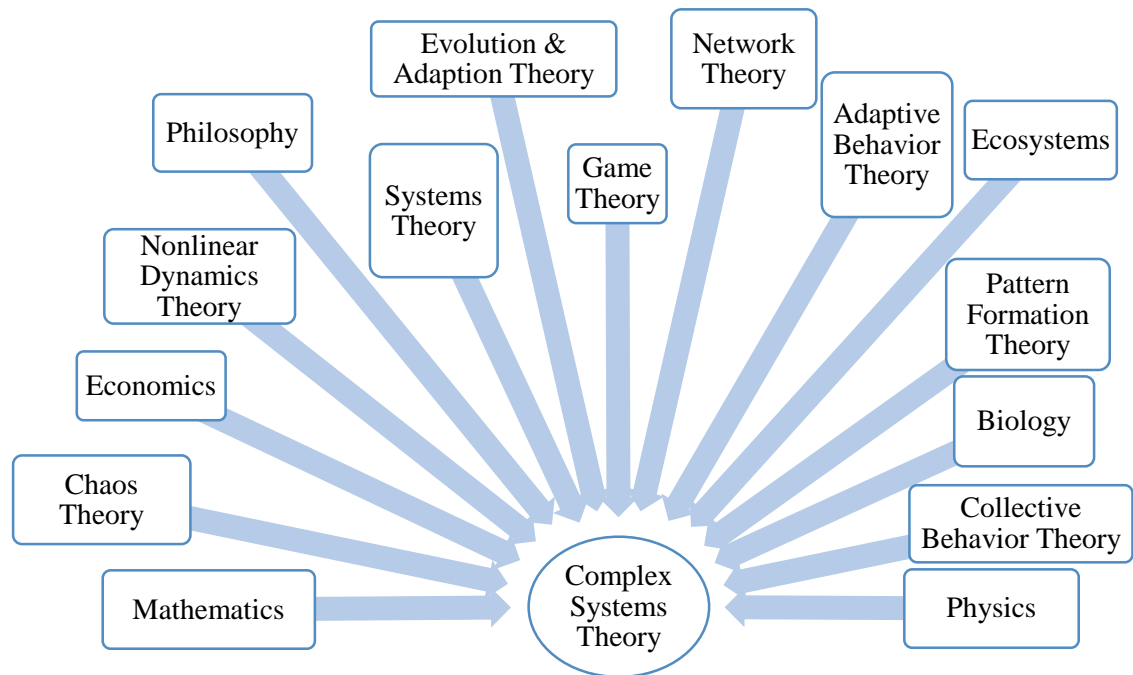 Evolution &
Adaption Theory
Network
Theory
Philosophy
Adaptive
Behavior
Theory
Ecosystems
Systems
Theory
Game
Theory
Nonlinear
Dynamics
Theory
Pattern
Formation
Theory
Economics
Biology
Chaos
Theory
Collective
Behavior Theory
Mathematics
Complex
Systems
Theory
Physics